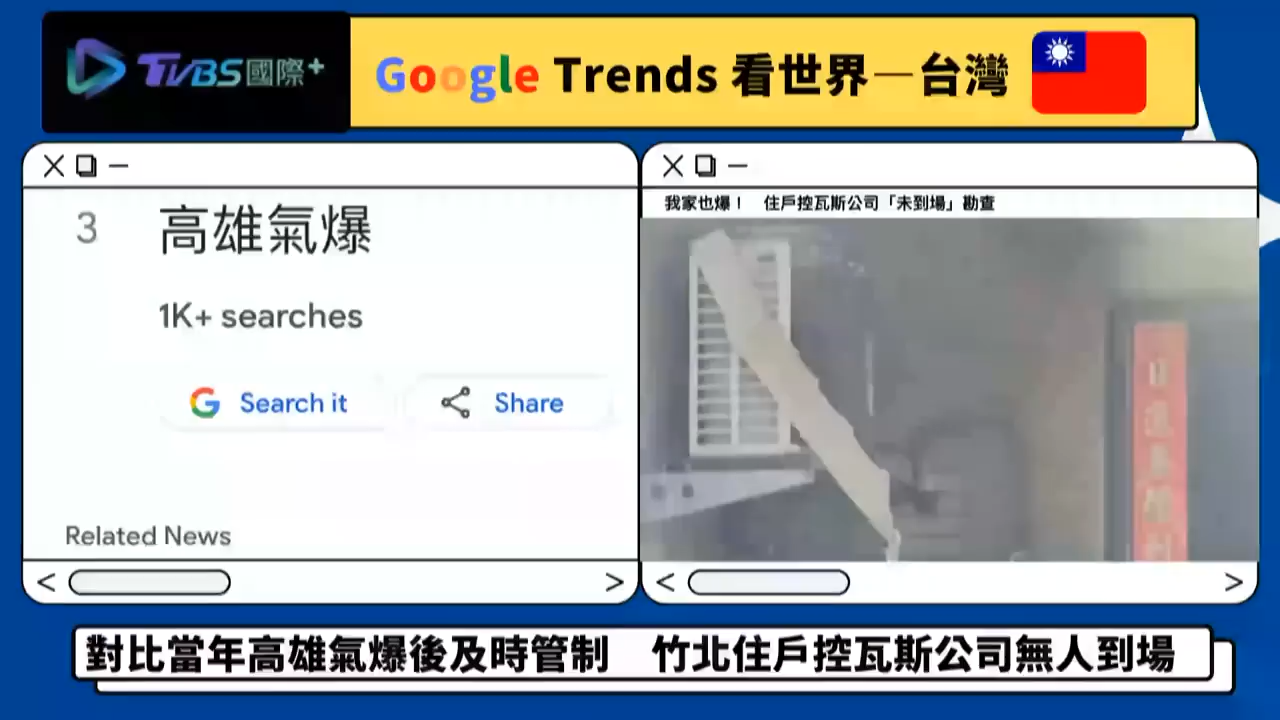 TVBS國際+
Google Trends 看世界—台灣
3
高雄氣爆
1K+ searches
Search it
Share
Related News
我家也爆！ 住戶控瓦斯公司「未到場」勘查
對比當年高雄氣爆後及時管制 竹北住戶控瓦斯公司無人到場